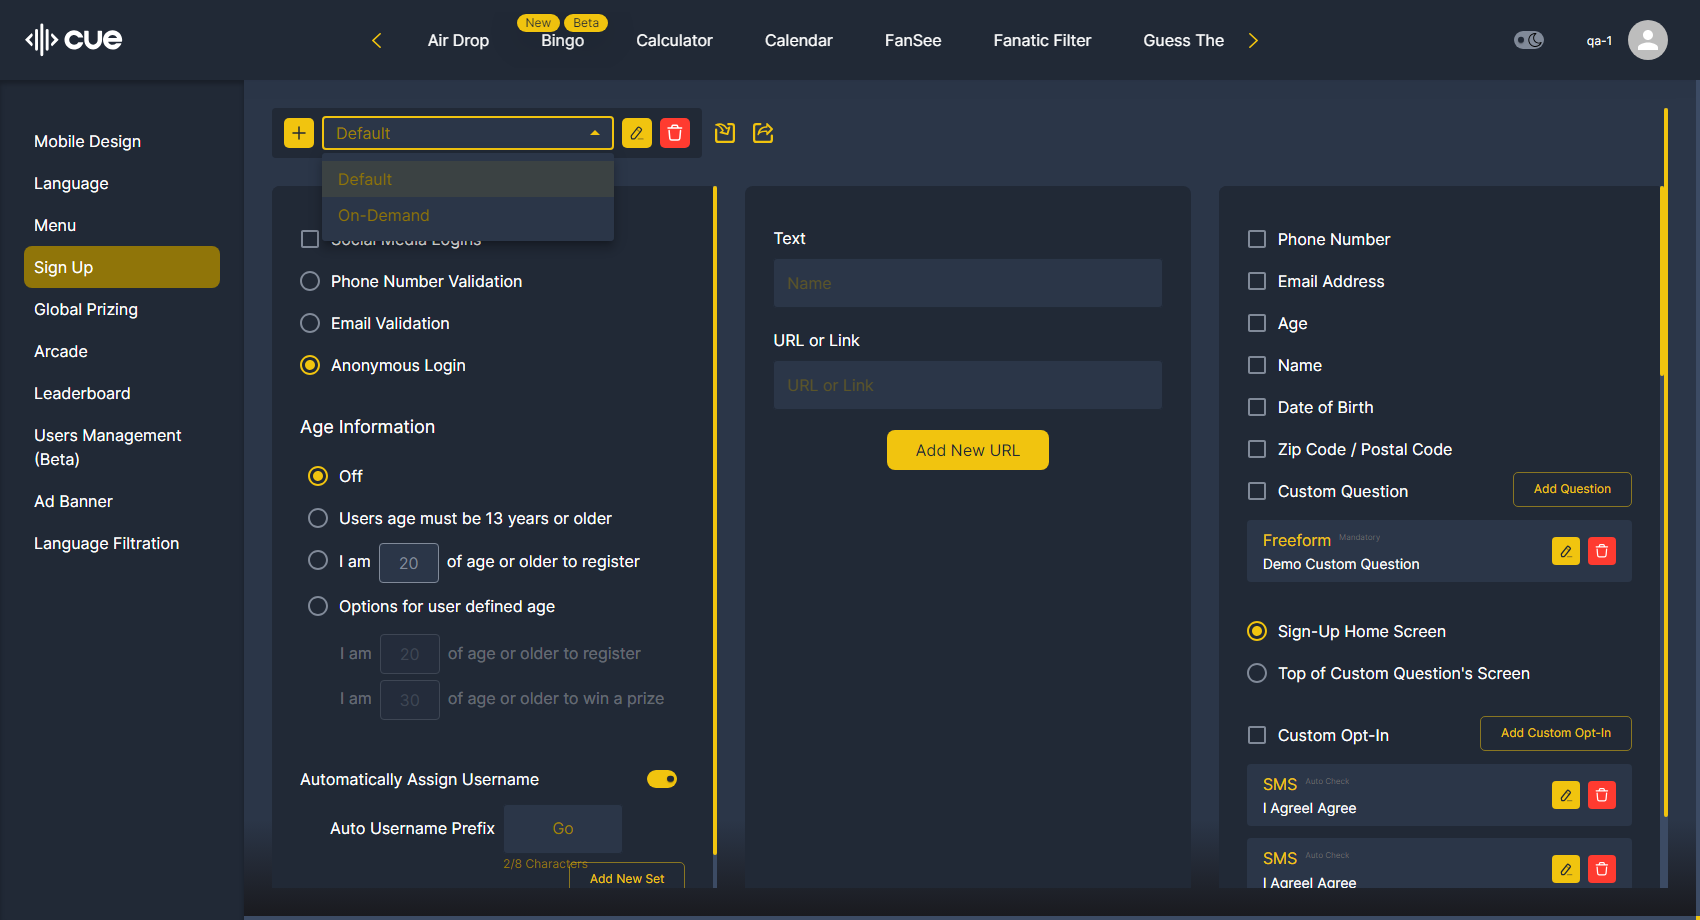 cue
Air Drop
New
Beta
Bingo
Calculator
Calendar
FanSee
Fanatic Filter
Guess The
qa-1
Mobile Design
Language
Menu
Sign Up
Global Prizing
Arcade
Leaderboard
Users Management
(Beta)
Ad Banner
Language Filtration
Default
Default
On-Demand
Social Media Logins
Phone Number Validation
Email Validation
Anonymous Login
Age Information
Off
Users age must be 13 years or older
I am 20 of age or older to register
Options for user defined age
I am 20 of age or older to register
I am 30 of age or older to win a prize
Automatically Assign Username
Auto Username Prefix Go
2/8 Characters
Add New Set
Text
Name
URL or Link
URL or Link
Add New URL
Phone Number
Email Address
Age
Name
Date of Birth
Zip Code / Postal Code
Custom Question
Add Question
Freeform Mandatory
Demo Custom Question
Sign-Up Home Screen
Top of Custom Question's Screen
Custom Opt-In
Add Custom Opt-In
SMS Auto Check
I AgreeI Agree
SMS Auto Check
I AgreeI Agree